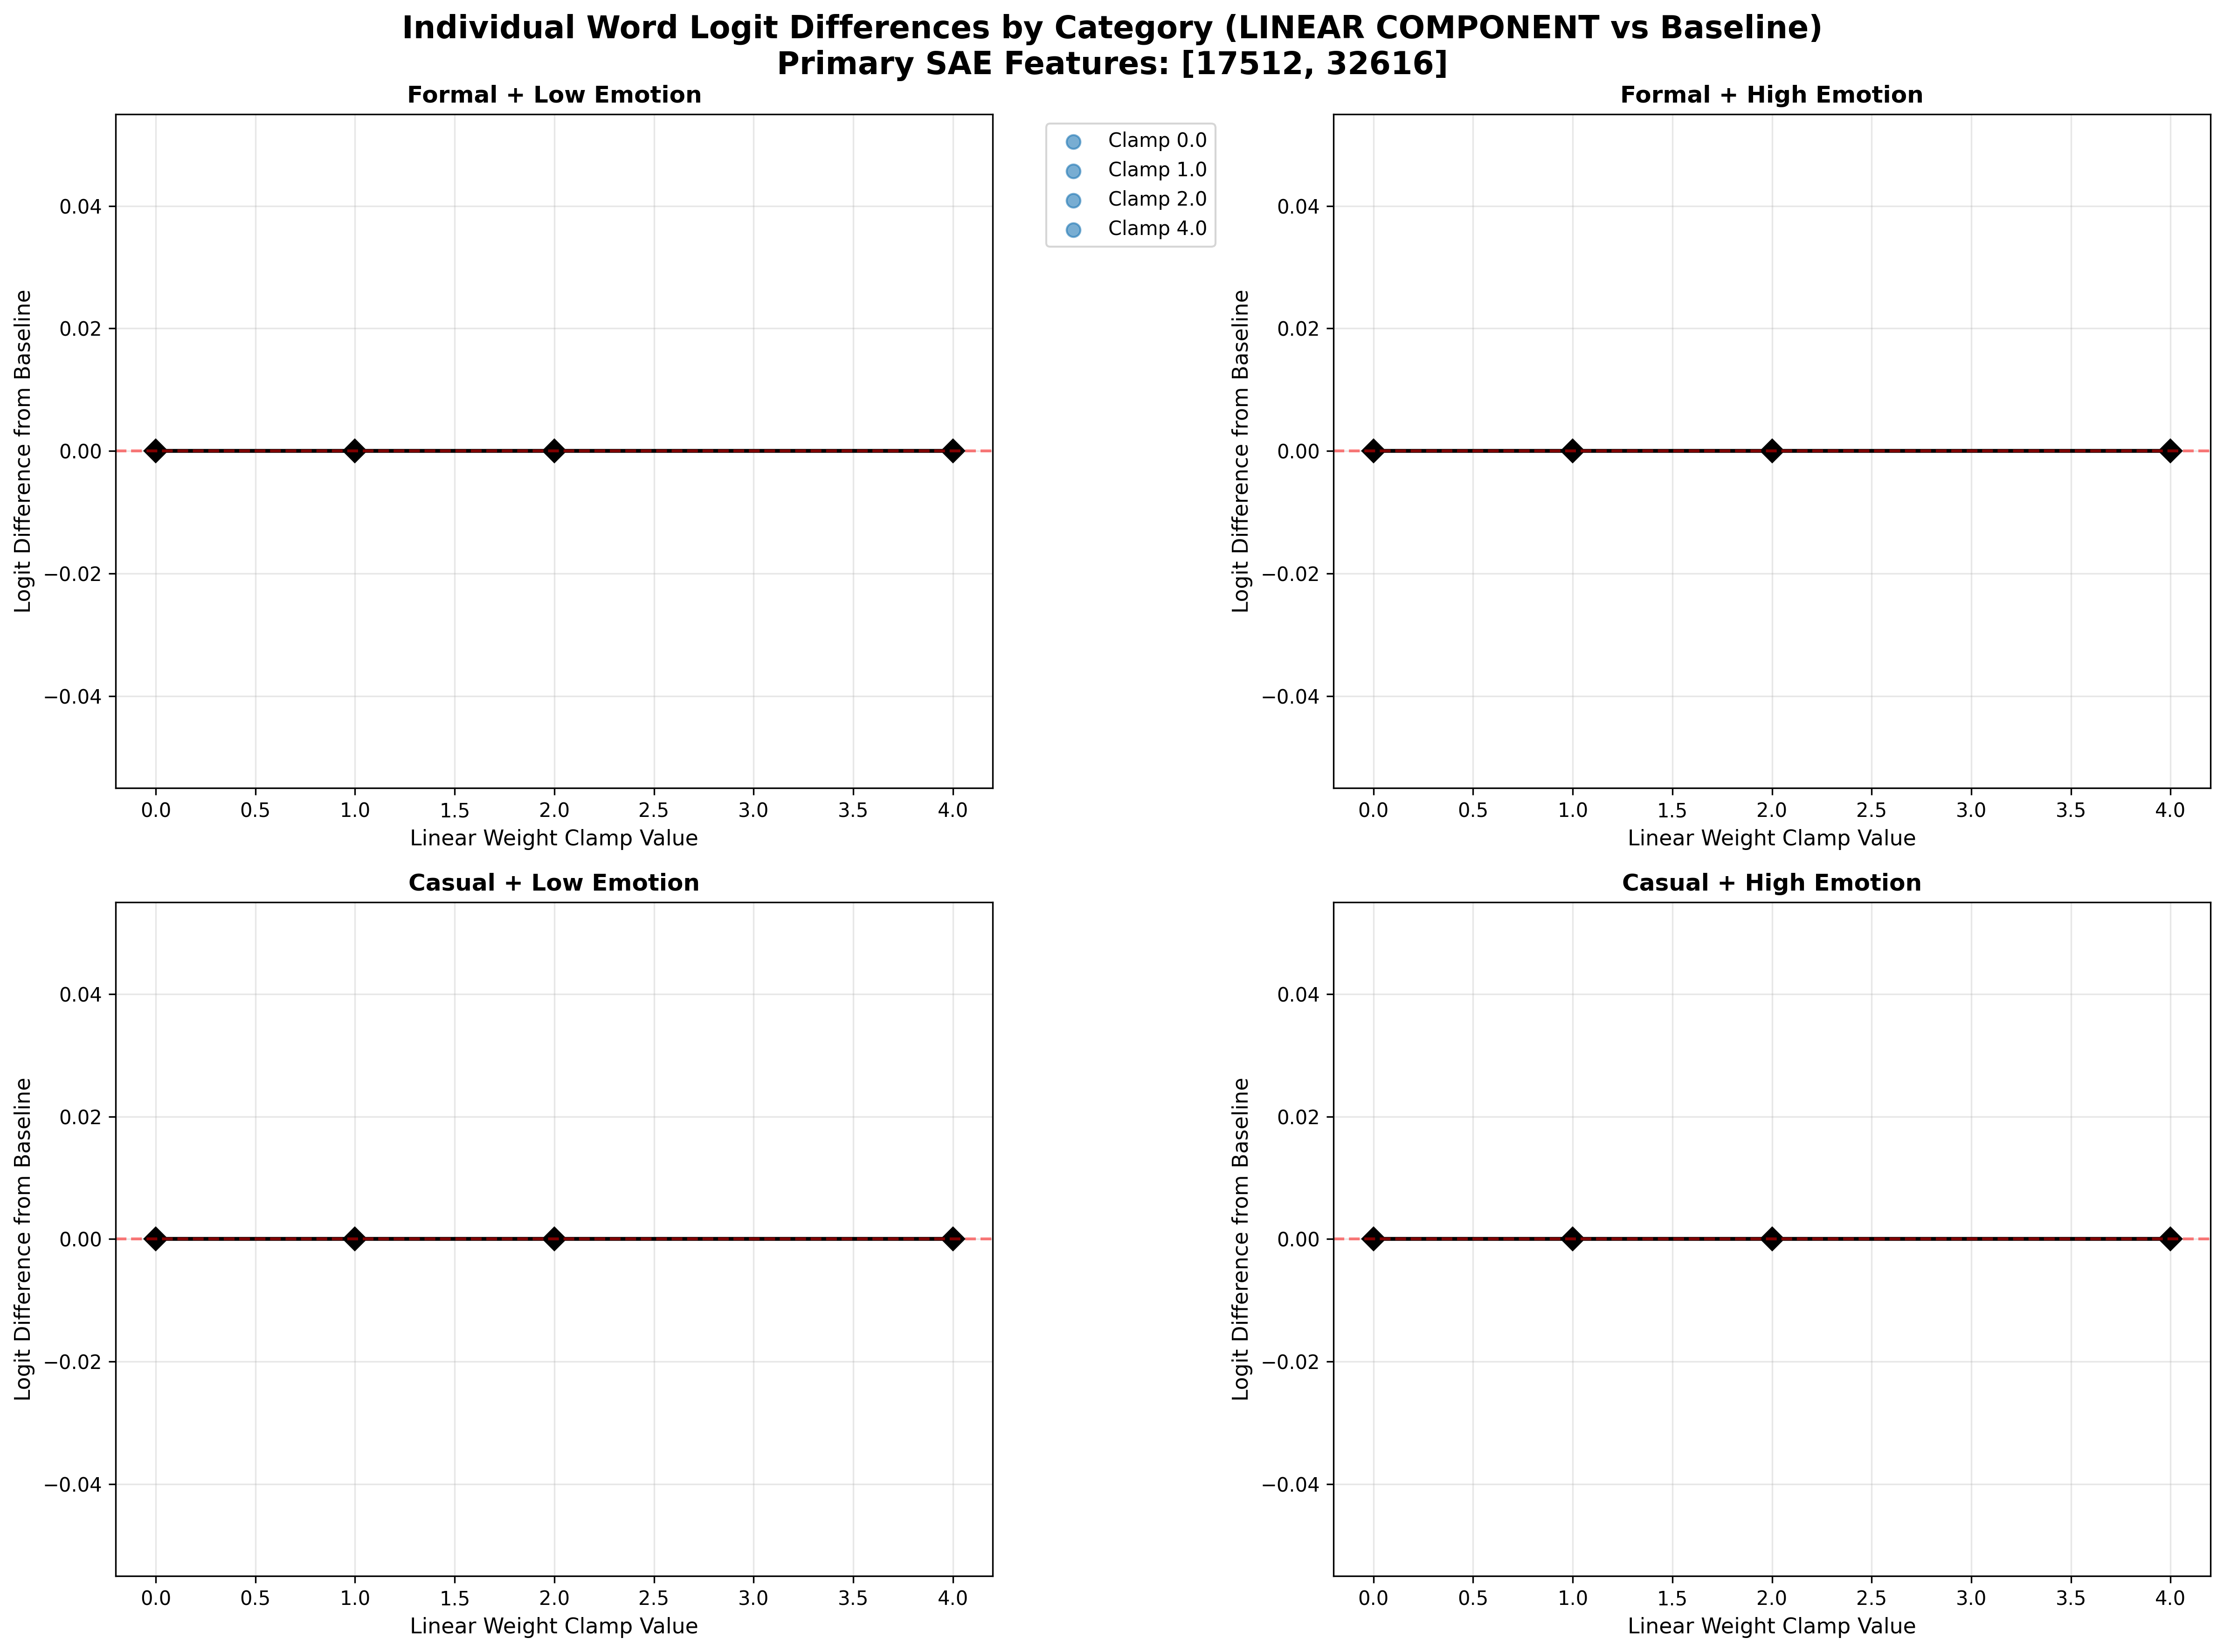 Individual Word Logit Differences by Category (LINEAR COMPONENT vs Baseline)
Primary SAE Features: [17512, 32616]
Formal + Low Emotion
Logit Difference from Baseline
0.04
0.02
0.00
−0.02
−0.04
0.0 0.5 1.0 1.5 2.0 2.5 3.0 3.5 4.0
Linear Weight Clamp Value
Clamp 0.0
Clamp 1.0
Clamp 2.0
Clamp 4.0
Formal + High Emotion
Logit Difference from Baseline
0.04
0.02
0.00
−0.02
−0.04
0.0 0.5 1.0 1.5 2.0 2.5 3.0 3.5 4.0
Linear Weight Clamp Value
Casual + Low Emotion
Logit Difference from Baseline
0.04
0.02
0.00
−0.02
−0.04
0.0 0.5 1.0 1.5 2.0 2.5 3.0 3.5 4.0
Linear Weight Clamp Value
Casual + High Emotion
Logit Difference from Baseline
0.04
0.02
0.00
−0.02
−0.04
0.0 0.5 1.0 1.5 2.0 2.5 3.0 3.5 4.0
Linear Weight Clamp Value